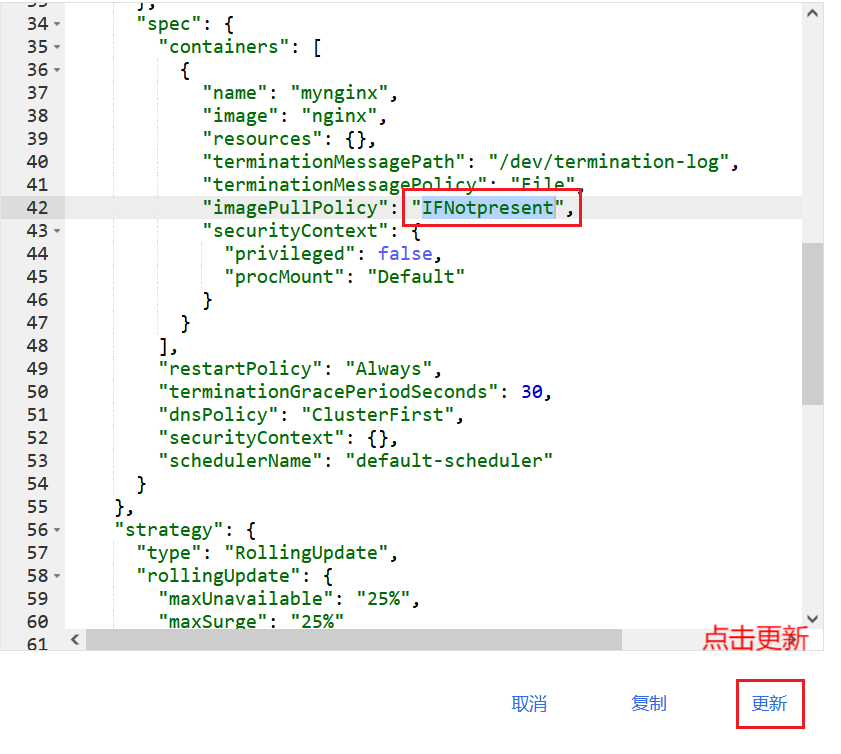 33 },
34 "spec": {
35 "containers": [
36 {
37 "name": "mynginx",
38 "image": "nginx",
39 "resources": {},
40 "terminationMessagePath": "/dev/termination-log",
41 "terminationMessagePolicy": "File",
42 "imagePullPolicy": "IFNotpresent",
43 "securityContext": {
44 "privileged": false,
45 "procMount": "Default"
46 }
47 }
48 ],
49 "restartPolicy": "Always",
50 "terminationGracePeriodSeconds": 30,
51 "dnsPolicy": "ClusterFirst",
52 "securityContext": {},
53 "schedulerName": "default-scheduler"
54 }
55 },
56 "strategy": {
57 "type": "RollingUpdate",
58 "rollingUpdate": {
59 "maxUnavailable": "25%",
60 "maxSurge": "25%"
61
点击更新
取消 复制 更新